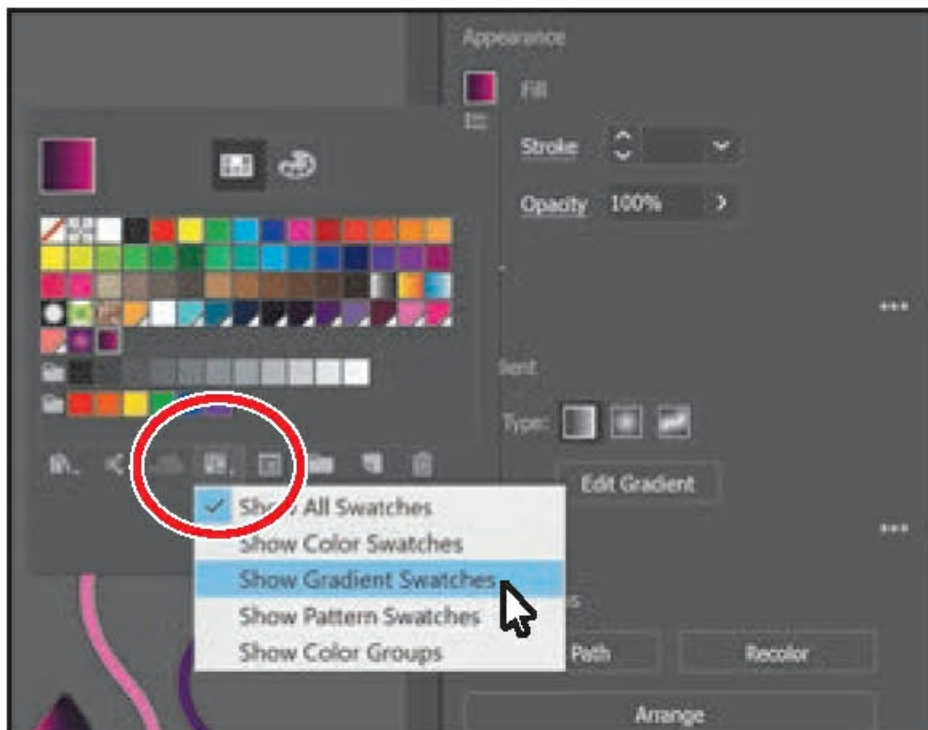 Appearance
Fill
Stroke
Opacity 100%
Type:
Edit Gradient
Show All Swatches
Show Color Swatches
Show Gradient Swatches
Show Pattern Swatches
Show Color Groups
Path
Recolor
Arrange